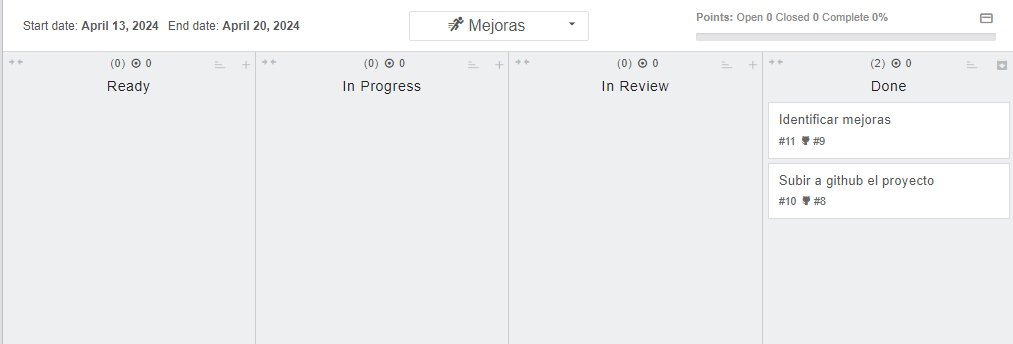 Start date: April 13, 2024 End date: April 20, 2024
Mejoras
Points: Open 0 Closed 0 Complete 0%
(0) 0
Ready
(0) 0
In Progress
(0) 0
In Review
(2) 0
Done
Identificar mejoras
#11 #9
Subir a github el proyecto
#10 #8